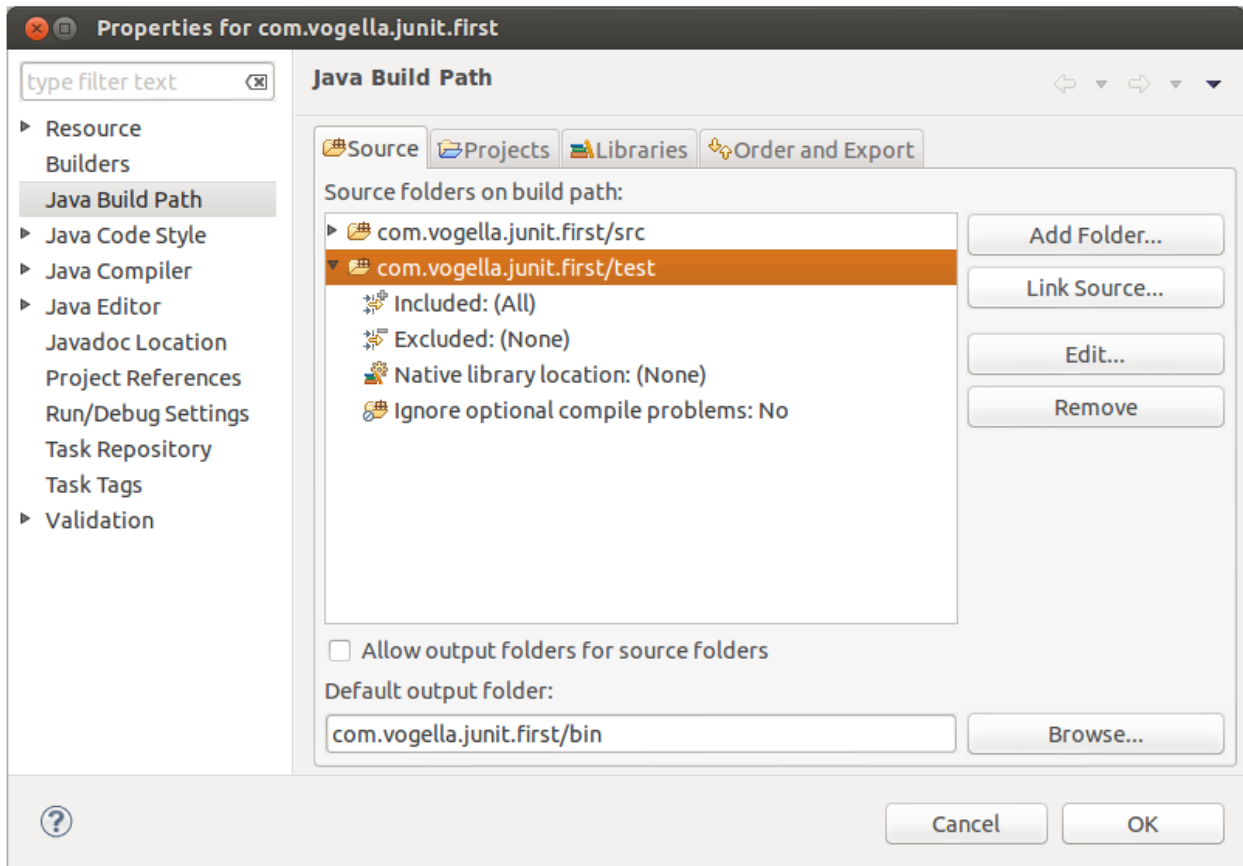 Properties for com.vogella.junit.first
type filter text
Resource
Builders
Java Build Path
Java Code Style
Java Compiler
Java Editor
Javadoc Location
Project References
Run/Debug Settings
Task Repository
Task Tags
Validation
Java Build Path
Source Projects Libraries Order and Export
Source folders on build path:
com.vogella.junit.first/src
com.vogella.junit.first/test
Included: (All)
Excluded: (None)
Native library location: (None)
Ignore optional compile problems: No
Add Folder...
Link Source...
Edit...
Remove
Allow output folders for source folders
Default output folder:
com.vogella.junit.first/bin
Browse...
?
Cancel
OK